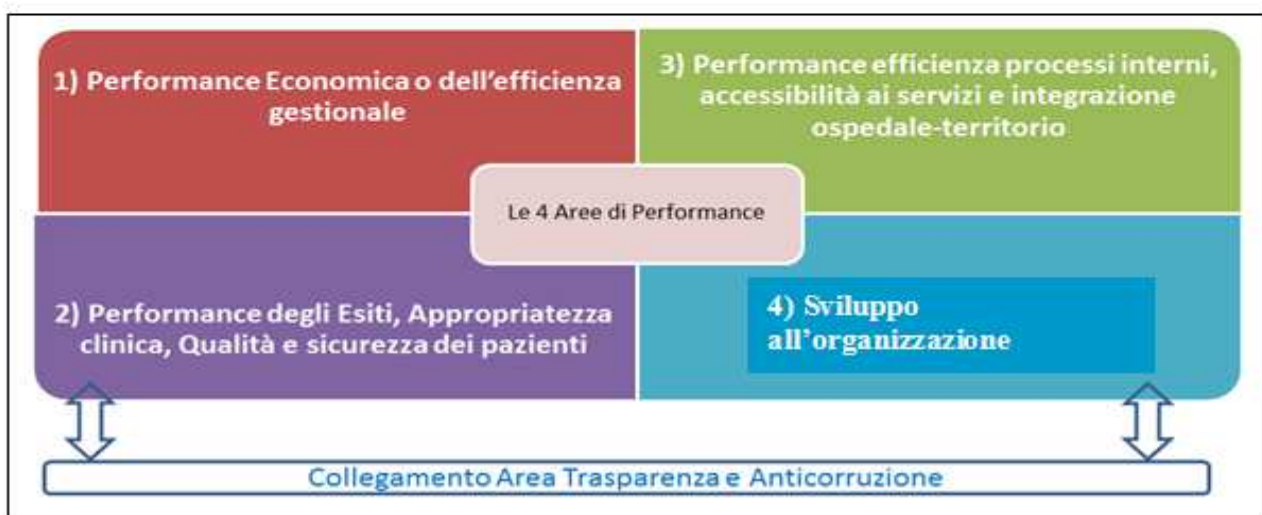 1) Performance Economica o dell'efficienza
gestionale
3) Performance efficienza processi interni,
accessibilità ai servizi e integrazione
ospedale-territorio
Le 4 Aree di Performance
2) Performance degli Esiti, Appropriatezza
clinica, Qualità e sicurezza dei pazienti
4) Sviluppo
all'organizzazione
Collegamento Area Trasparenza e Anticorruzione